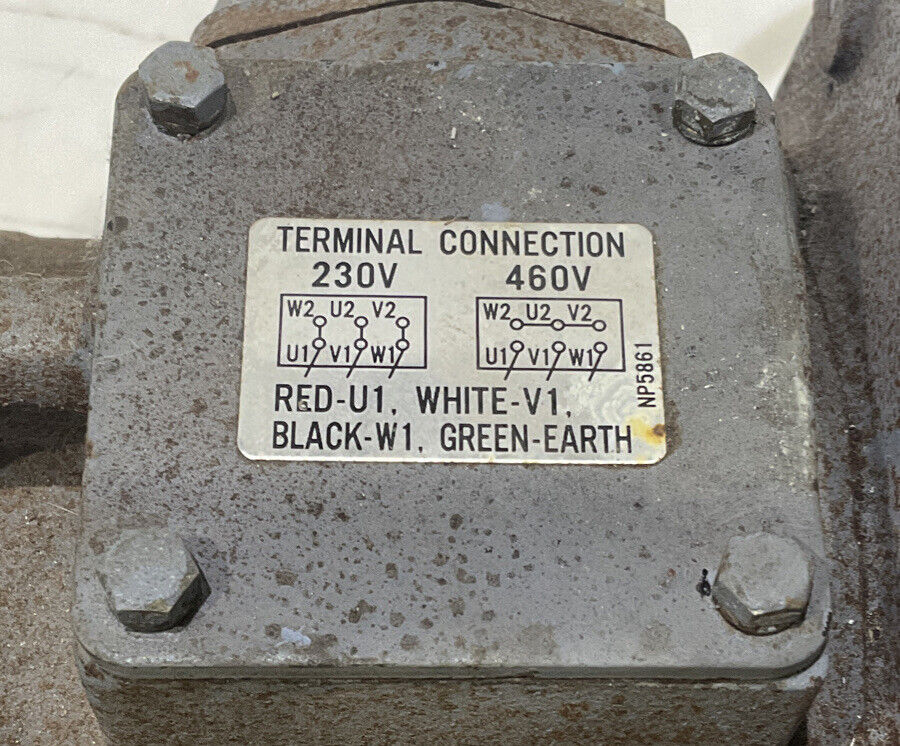 TERMINAL CONNECTION
230V 460V
W2 U2 V2 W2 U2 V2
U1 V1 W1 U1 V1 W1
RED-U1, WHITE-V1,
BLACK-W1, GREEN-EARTH
NP5861